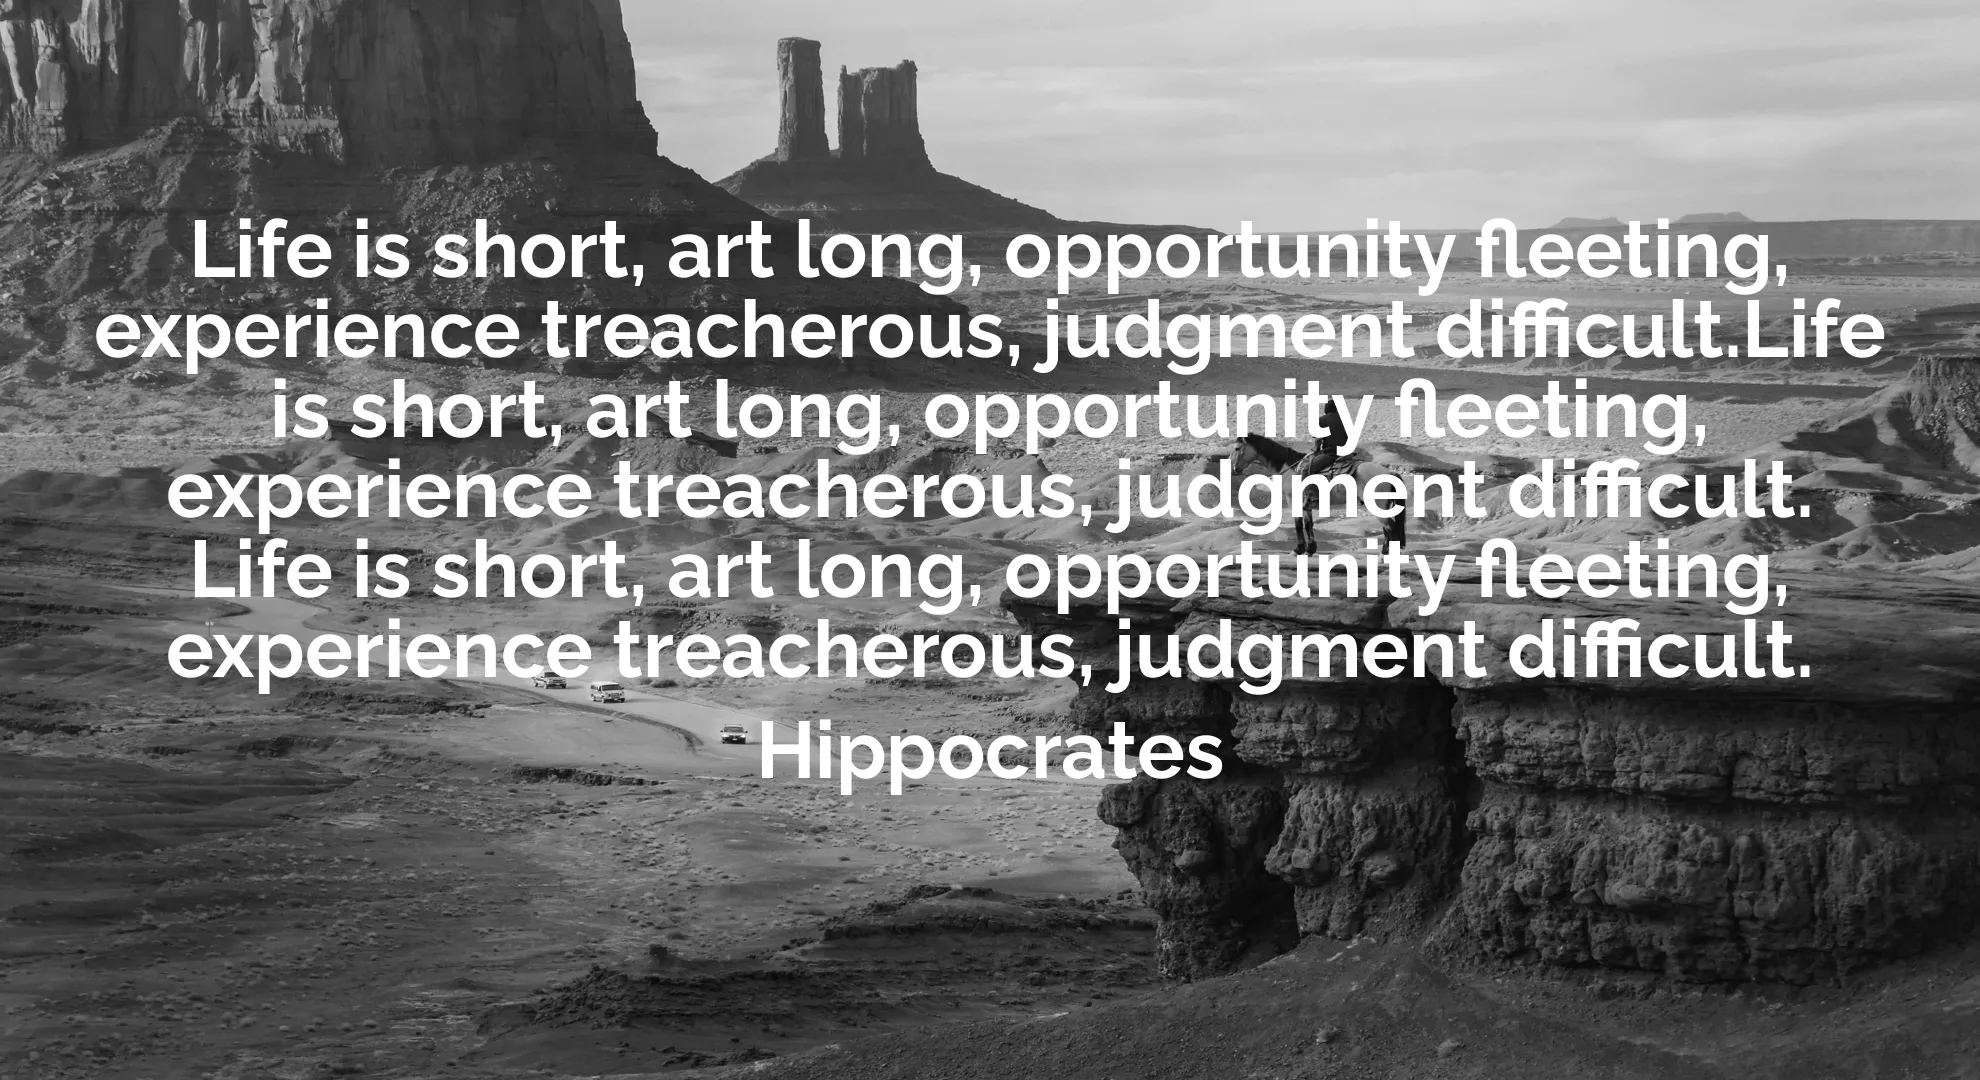 Life is short, art long, opportunity fleeting,
experience treacherous, judgment difficult.Life
is short, art long, opportunity fleeting,
experience treacherous, judgment difficult.
Life is short, art long, opportunity fleeting,
experience treacherous, judgment difficult.
Hippocrates